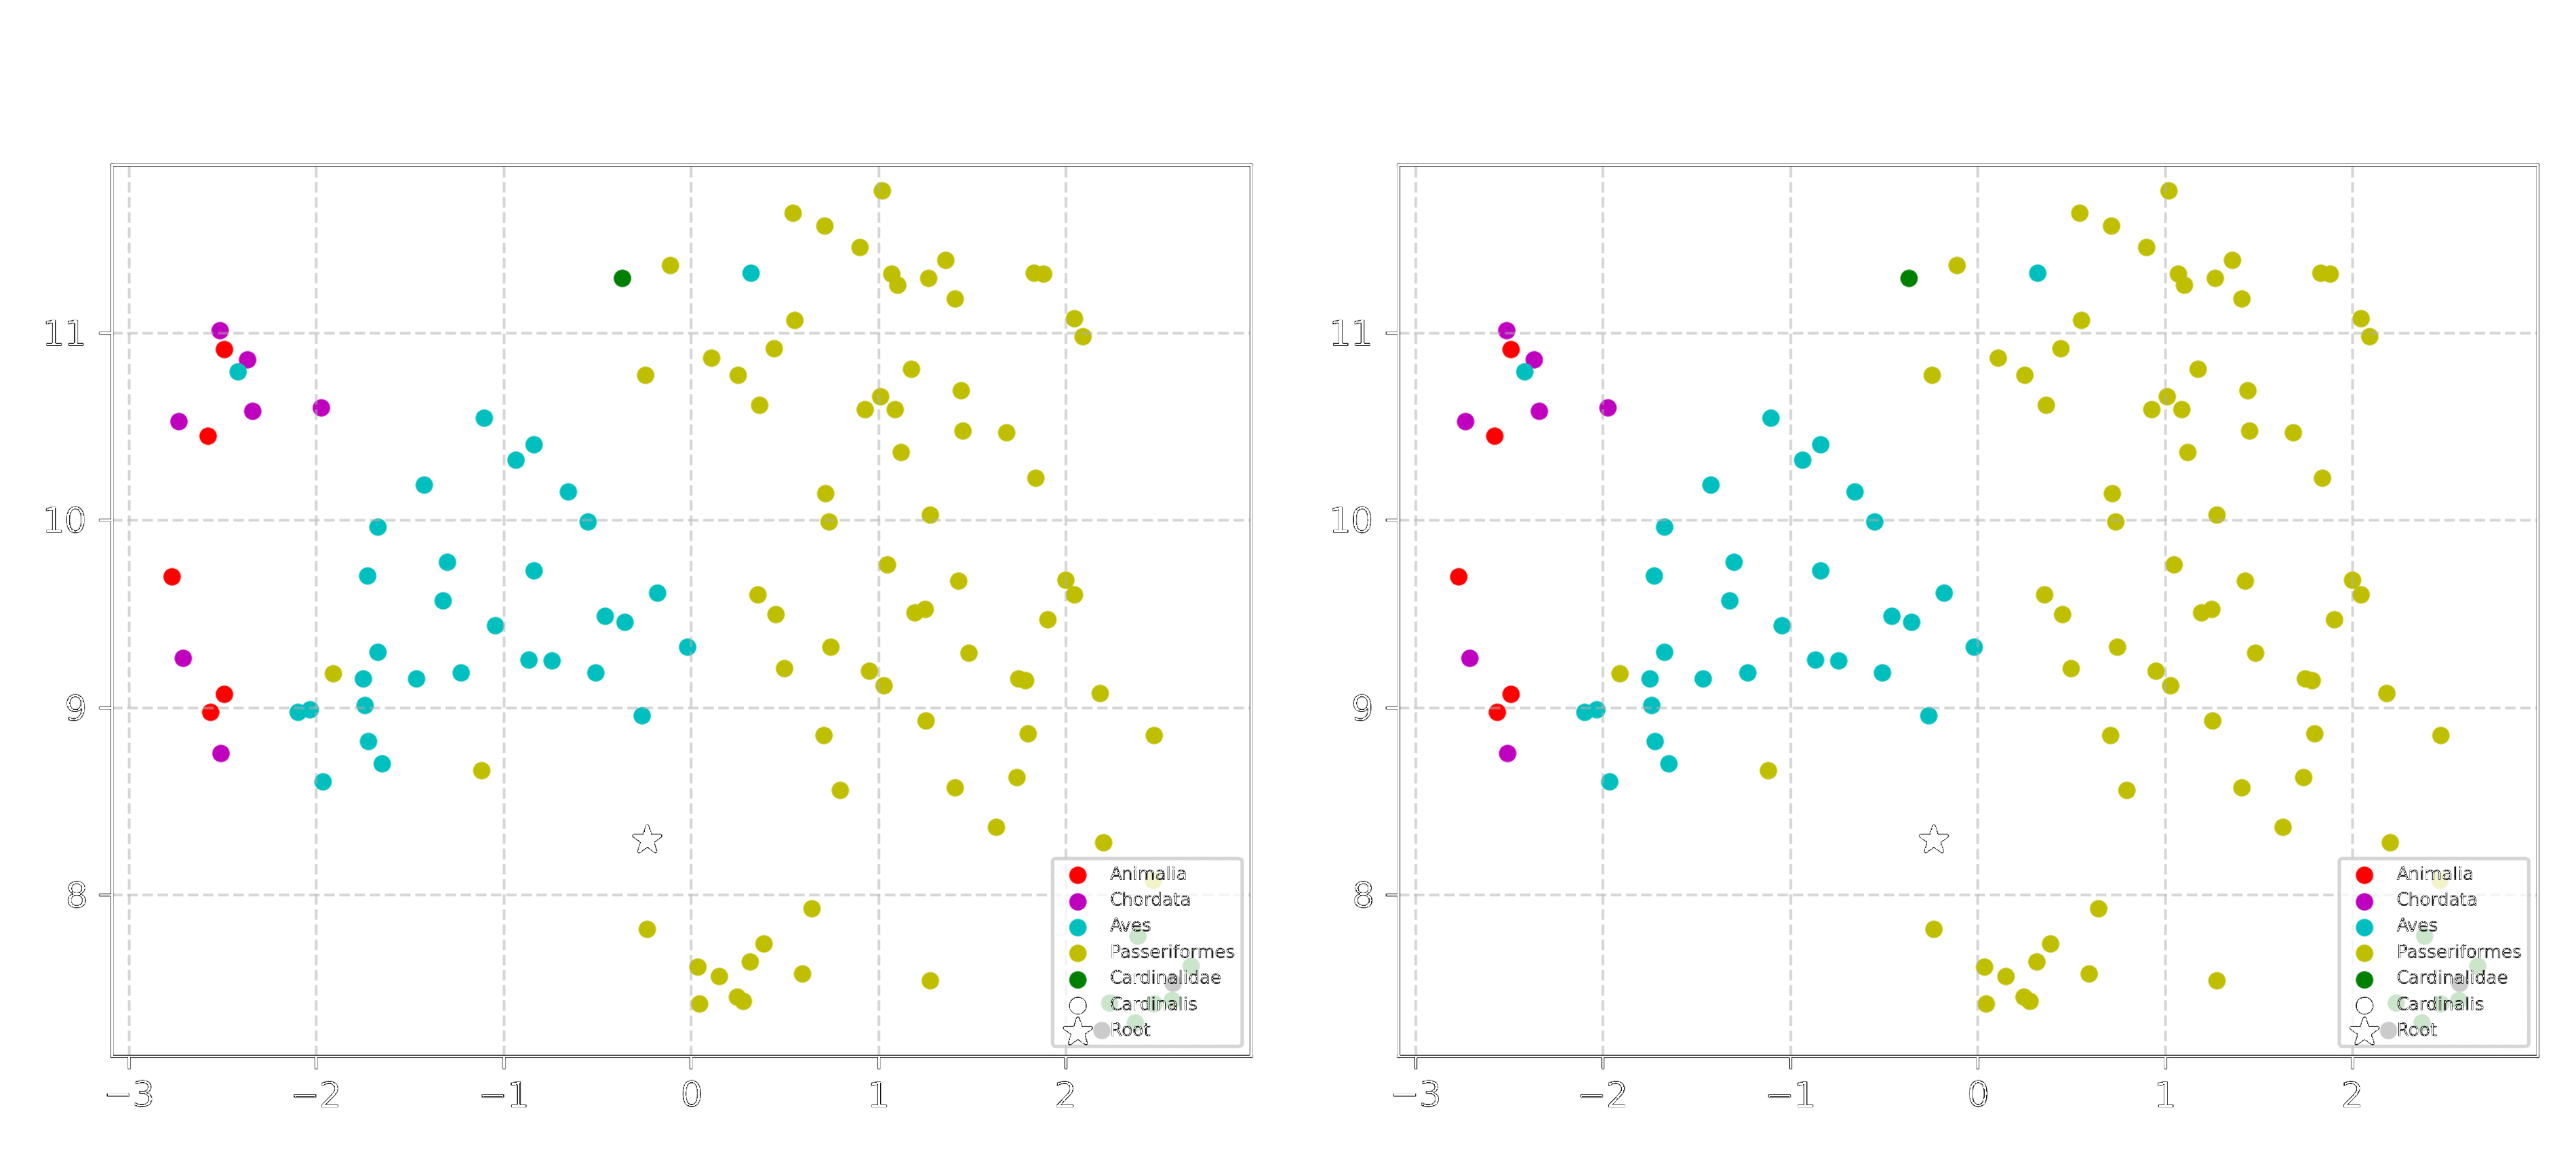 11
10
9
8
−3 −2 −1 0 1 2
Animalia
Chordata
Aves
Passeriformes
Cardinalidae
Cardinalis
Root
11
10
9
8
−3 −2 −1 0 1 2
Animalia
Chordata
Aves
Passeriformes
Cardinalidae
Cardinalis
Root